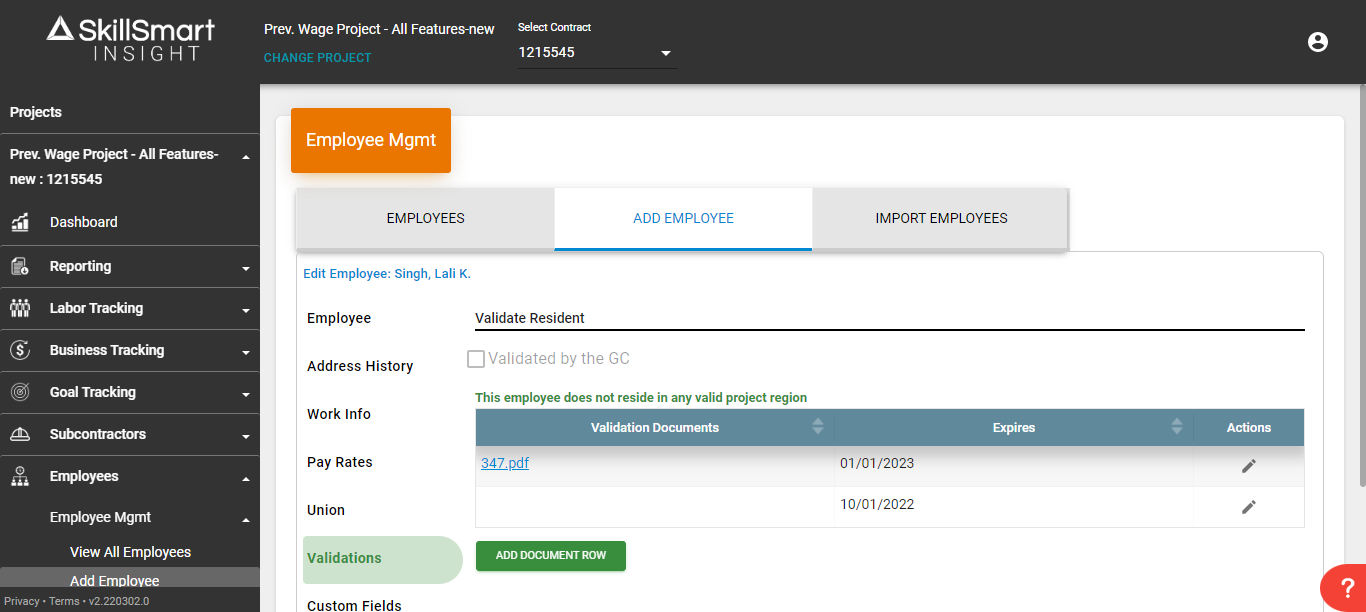 SkillSmart
INSIGHT
Prev. Wage Project - All Features-new
CHANGE PROJECT
Select Contract
1215545
Projects
Prev. Wage Project - All Features-
new : 1215545
Dashboard
Reporting
Labor Tracking
Business Tracking
Goal Tracking
Subcontractors
Employees
Employee Mgmt
View All Employees
Add Employee
Privacy • Terms • v2.220302.0
Employee Mgmt
EMPLOYEES
ADD EMPLOYEE
IMPORT EMPLOYEES
Edit Employee: Singh, Lali K.
Employee
Address History
Work Info
Pay Rates
Union
Validations
Custom Fields
Validate Resident
Validated by the GC
This employee does not reside in any valid project region
Validation Documents Expires Actions
347.pdf 01/01/2023
10/01/2022
ADD DOCUMENT ROW
?